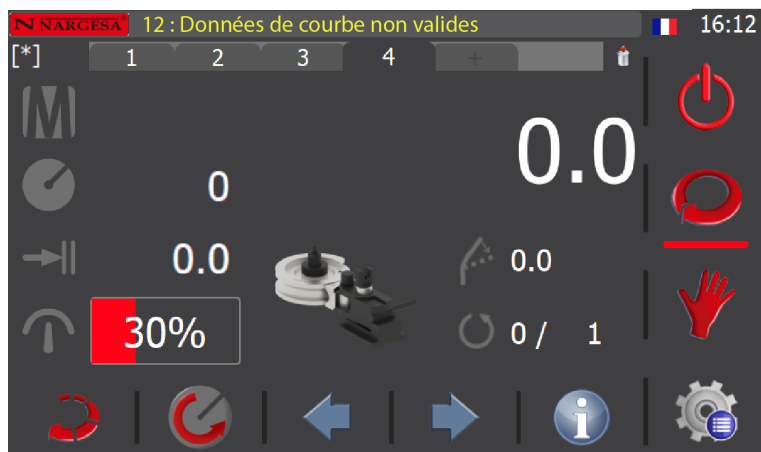 NARGESA 12 : Données de courbe non valides 16:12
[*] 1 2 3 4 +
0.0
0
0.0 0.0
30% 0 / 1